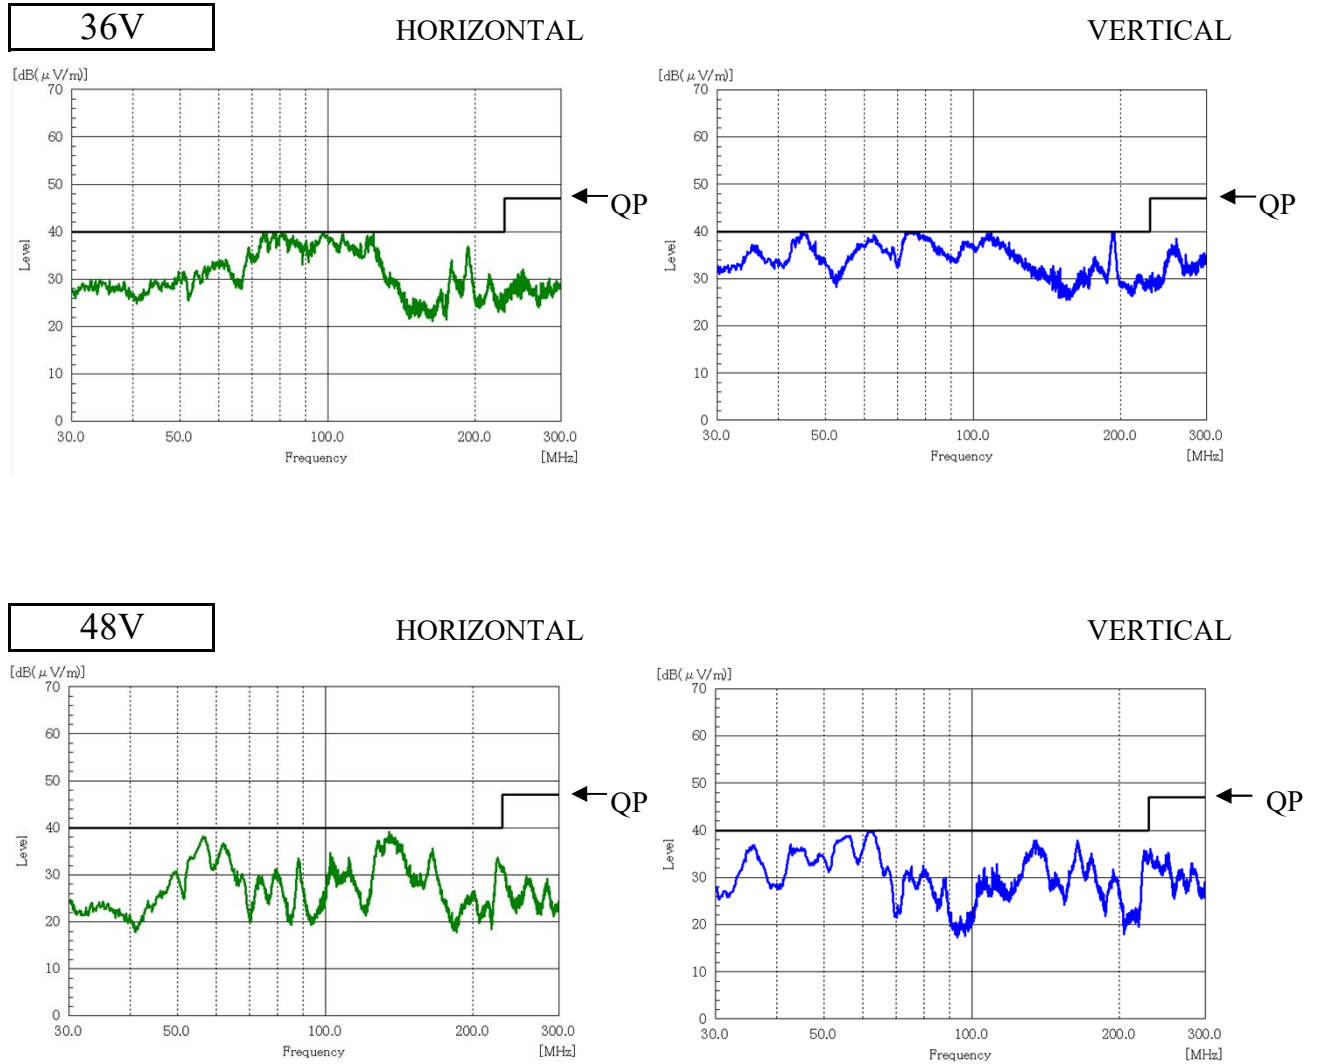 36V
HORIZONTAL
VERTICAL
[dB(μV/m)]
70
60
50
40
30
20
10
0
Level
QP
30.0
50.0
100.0
200.0
300.0
Frequency
[MHz]
[dB(μV/m)]
70
60
50
40
30
20
10
0
Level
QP
30.0
50.0
100.0
200.0
300.0
Frequency
[MHz]
48V
HORIZONTAL
VERTICAL
[dB(μV/m)]
70
60
50
40
30
20
10
0
Level
QP
30.0
50.0
100.0
200.0
300.0
Frequency
[MHz]
[dB(μV/m)]
70
60
50
40
30
20
10
0
Level
QP
30.0
50.0
100.0
200.0
300.0
Frequency
[MHz]